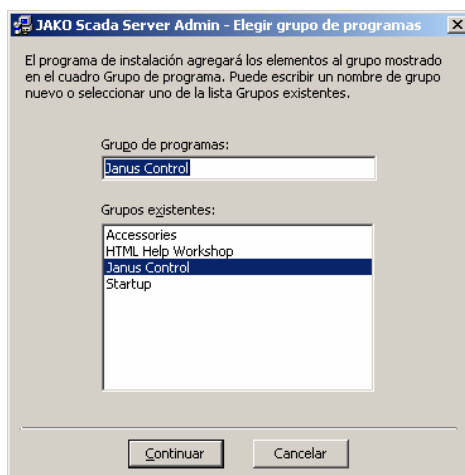 JAKO Scada Server Admin - Elegir grupo de programas
El programa de instalación agregará los elementos al grupo mostrado
en el cuadro Grupo de programa. Puede escribir un nombre de grupo
nuevo o seleccionar uno de la lista Grupos existentes.
Grupo de programas:
Janus Control
Grupos existentes:
Accessories
HTML Help Workshop
Janus Control
Startup
Continuar
Cancelar